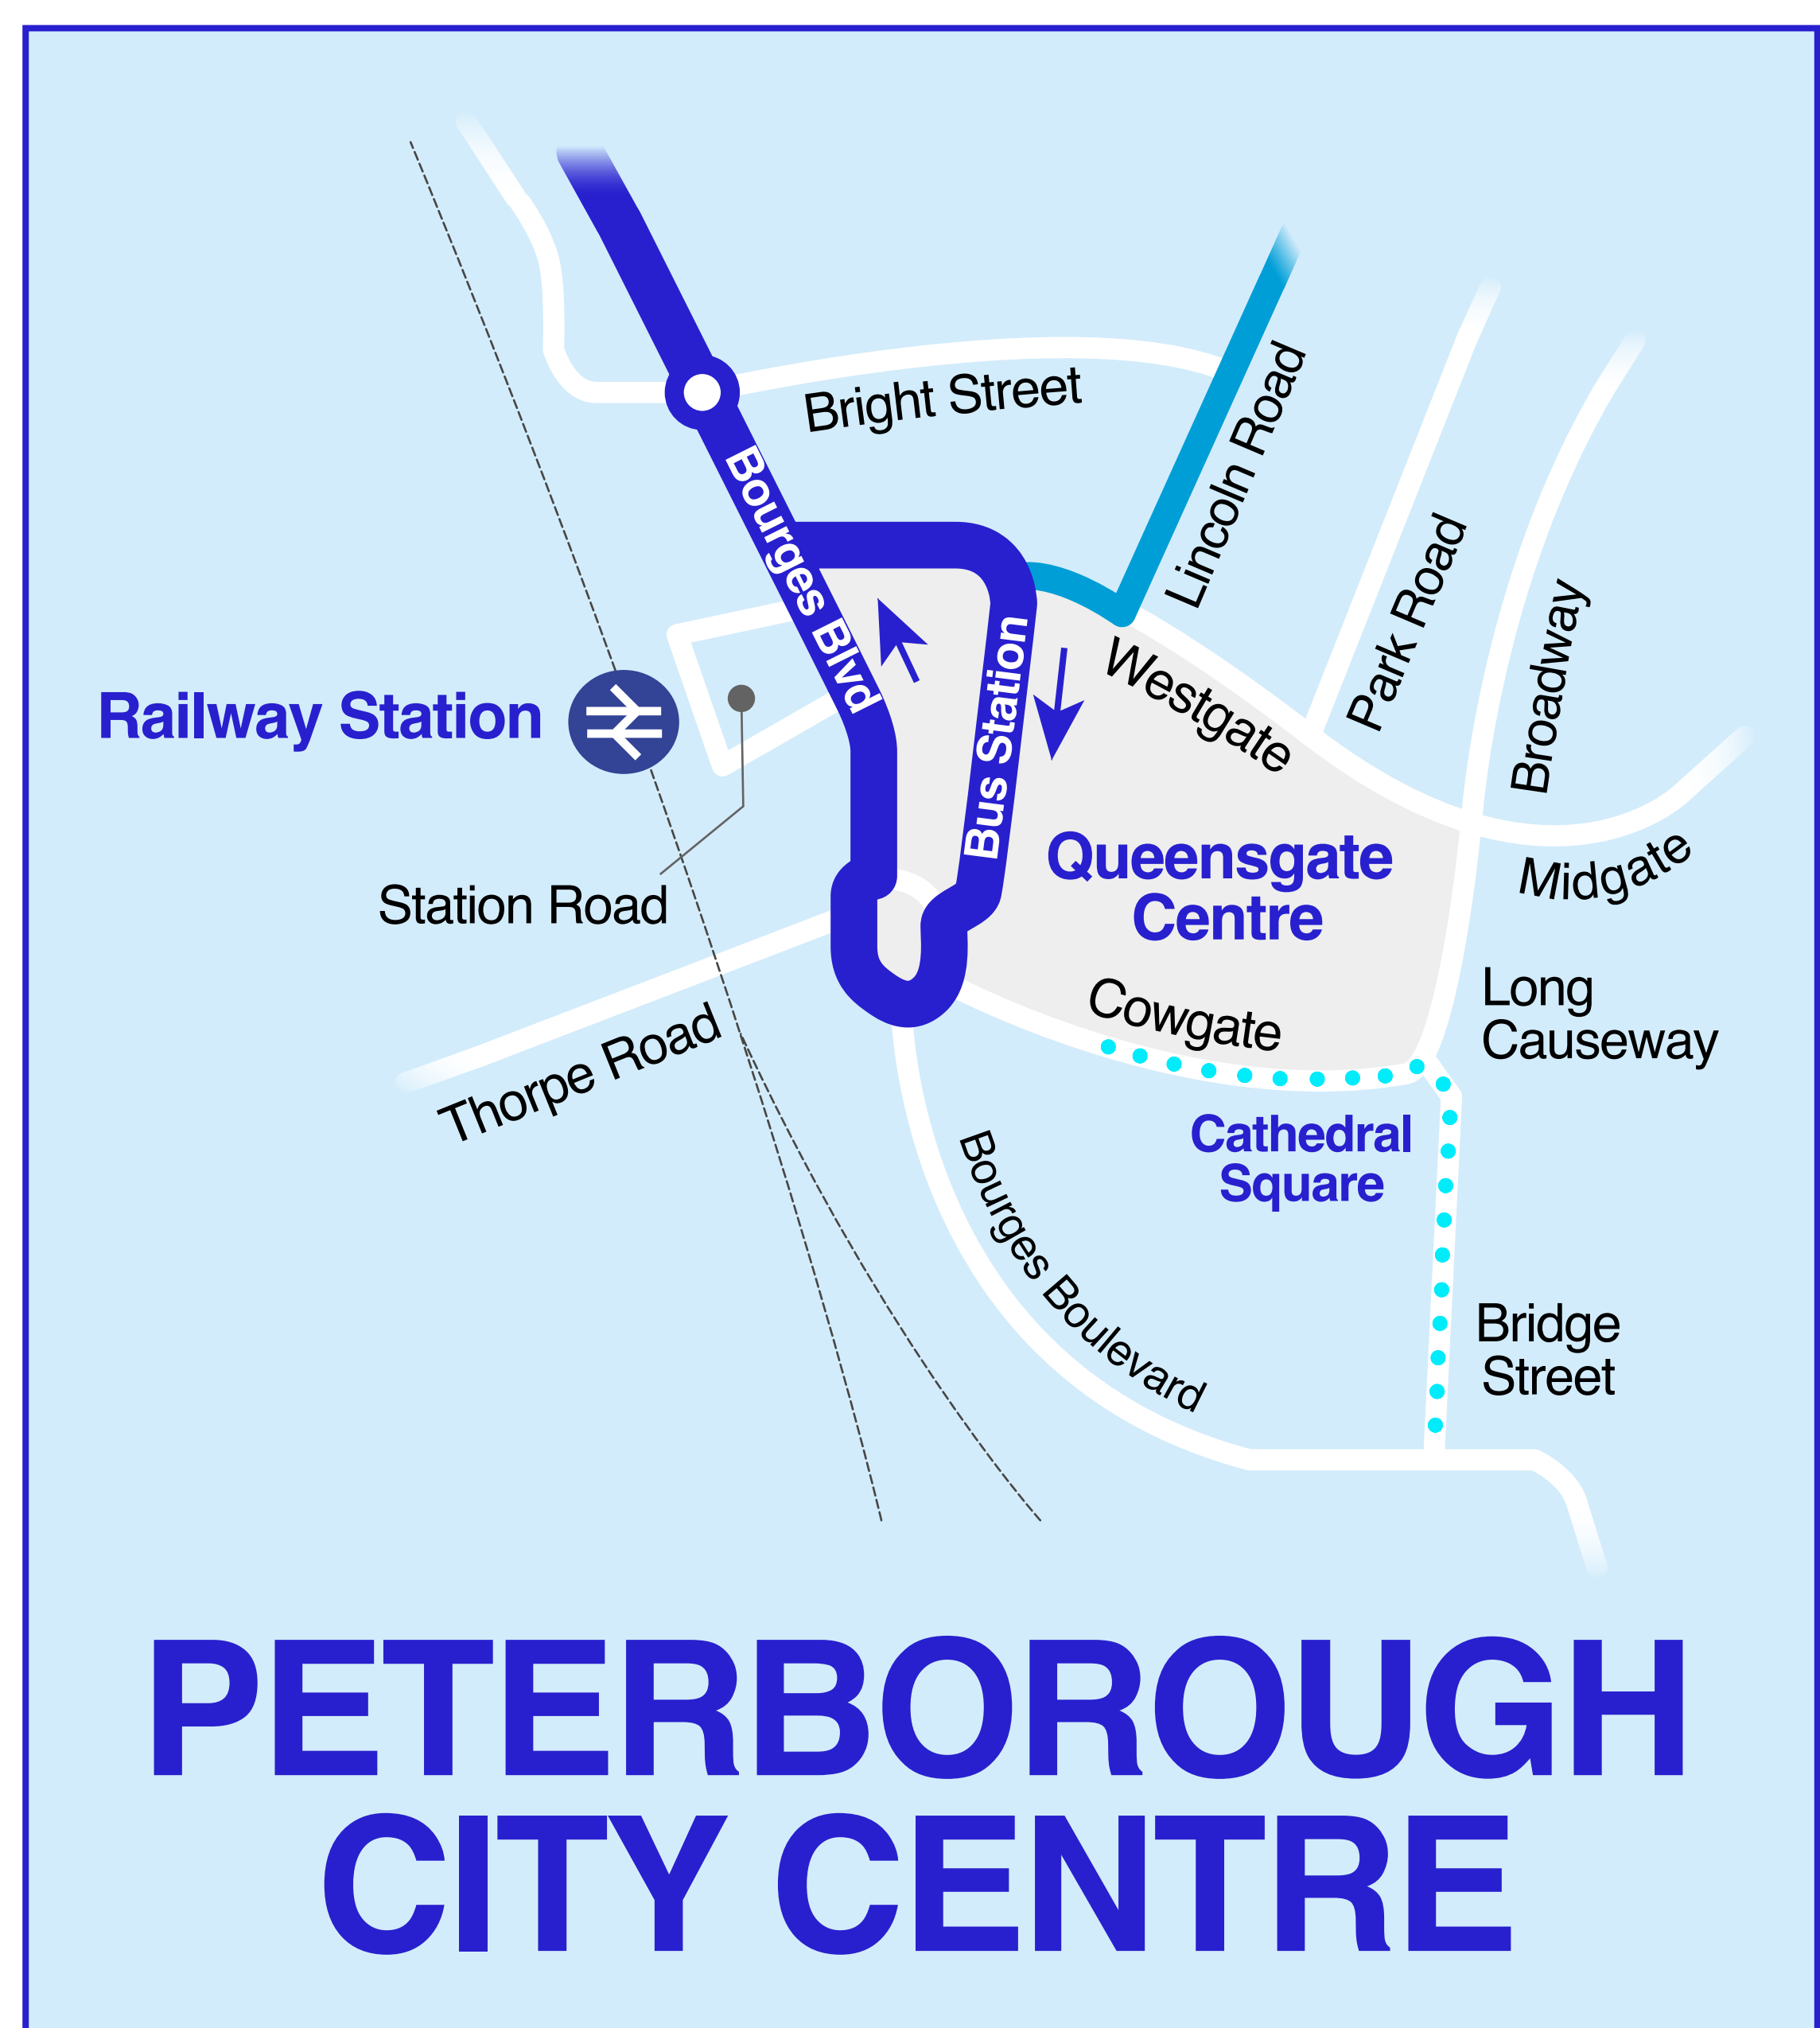 Bright Street
Lincoln Road
Bourges Blvd
Park Road
Broadway
Bus Station
Westgate
Railway Station
Queensgate
Centre
Midgate
Station Road
Long
Causeway
Cowgate
Thorpe Road
Cathedral
Square
Bourges Boulevard
Bridge
Street
PETERBOROUGH
CITY CENTRE